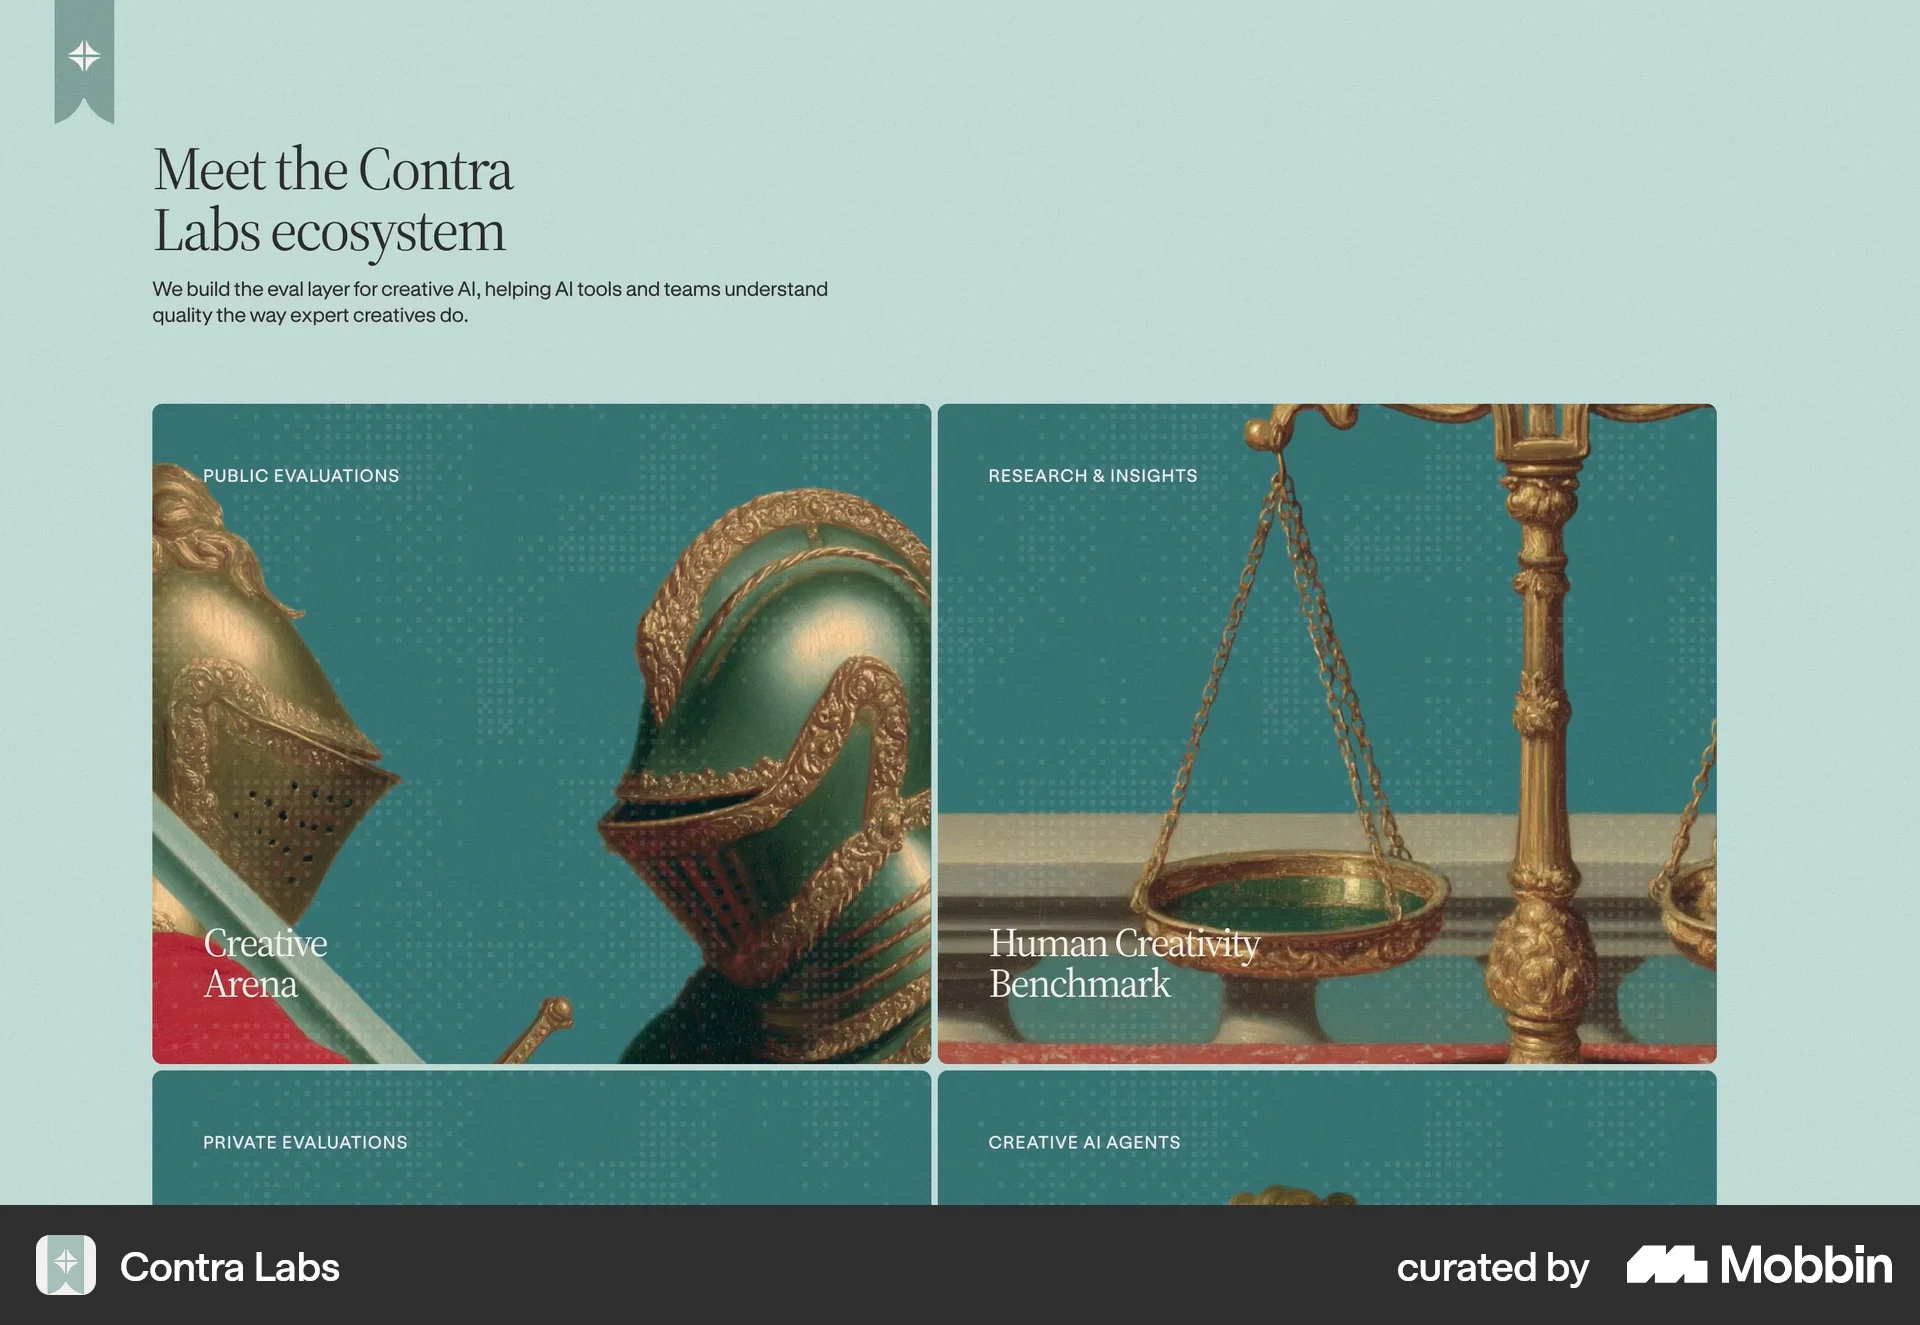 Meet the Contra
Labs ecosystem
We build the eval layer for creative AI, helping AI tools and teams understand
quality the way expert creatives do.
PUBLIC EVALUATIONS
Creative
Arena
RESEARCH & INSIGHTS
Human Creativity
Benchmark
PRIVATE EVALUATIONS
CREATIVE AI AGENTS
Contra Labs
curated by
Mobbin